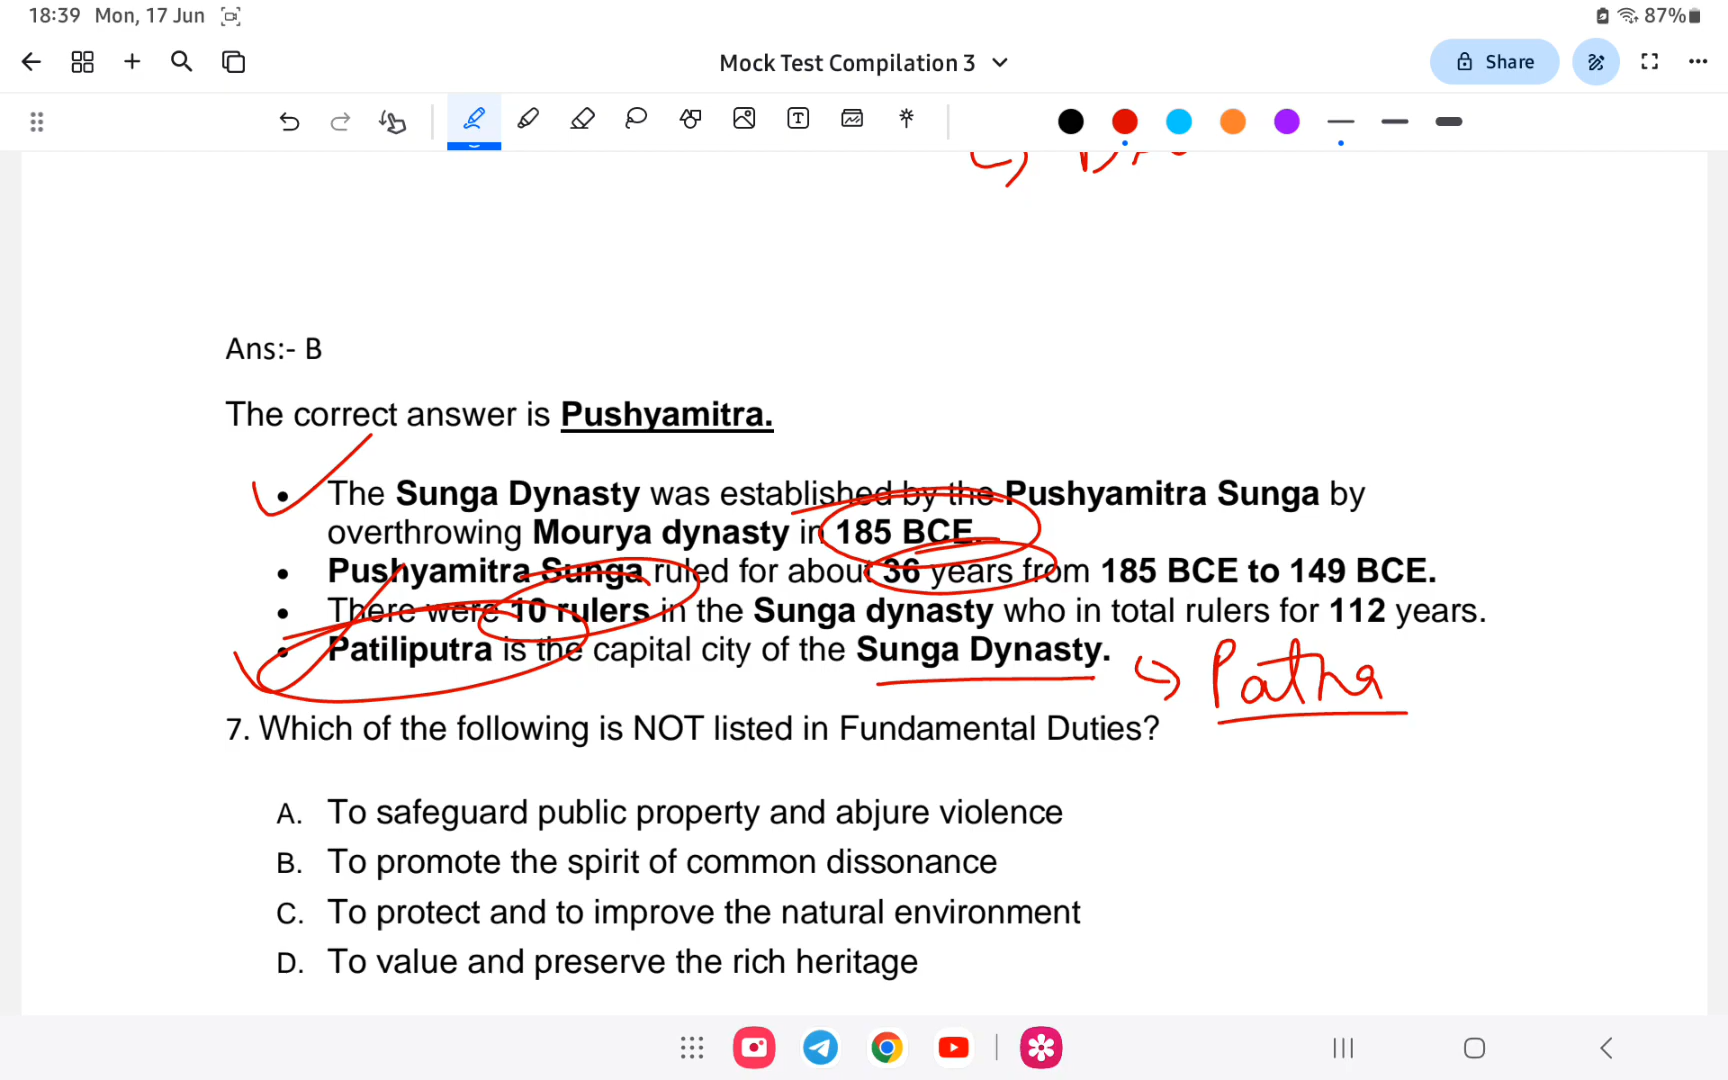 18:39 Mon, 17 Jun
87%
Mock Test Compilation 3
Share
Ans:- B
The correct answer is Pushyamitra.
• The Sunga Dynasty was established by the Pushyamitra Sunga by
overthrowing Mourya dynasty in 185 BCE.
• Pushyamitra Sunga ruled for about 36 years from 185 BCE to 149 BCE.
• There were 10 rulers in the Sunga dynasty who in total rulers for 112 years.
• Patiliputra is the capital city of the Sunga Dynasty.
Patna
7. Which of the following is NOT listed in Fundamental Duties?
A. To safeguard public property and abjure violence
B. To promote the spirit of common dissonance
C. To protect and to improve the natural environment
D. To value and preserve the rich heritage